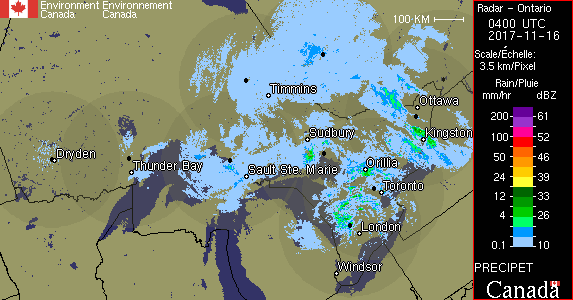 Environment Environnement
Canada Canada
100 KM
Timmins
Ottawa
Sudbury
Kingston
Dryden
Thunder Bay
Sault Ste. Marie
Orillia
Toronto
London
Windsor
Radar - Ontario
0400 UTC
2017-11-16
Scale/Échelle:
3.5 km/Pixel
Rain/Pluie
mm/hr dBZ
200 61
100 52
50 46
24 39
12 33
4 26
0.1 10
PRECIPET
Canada